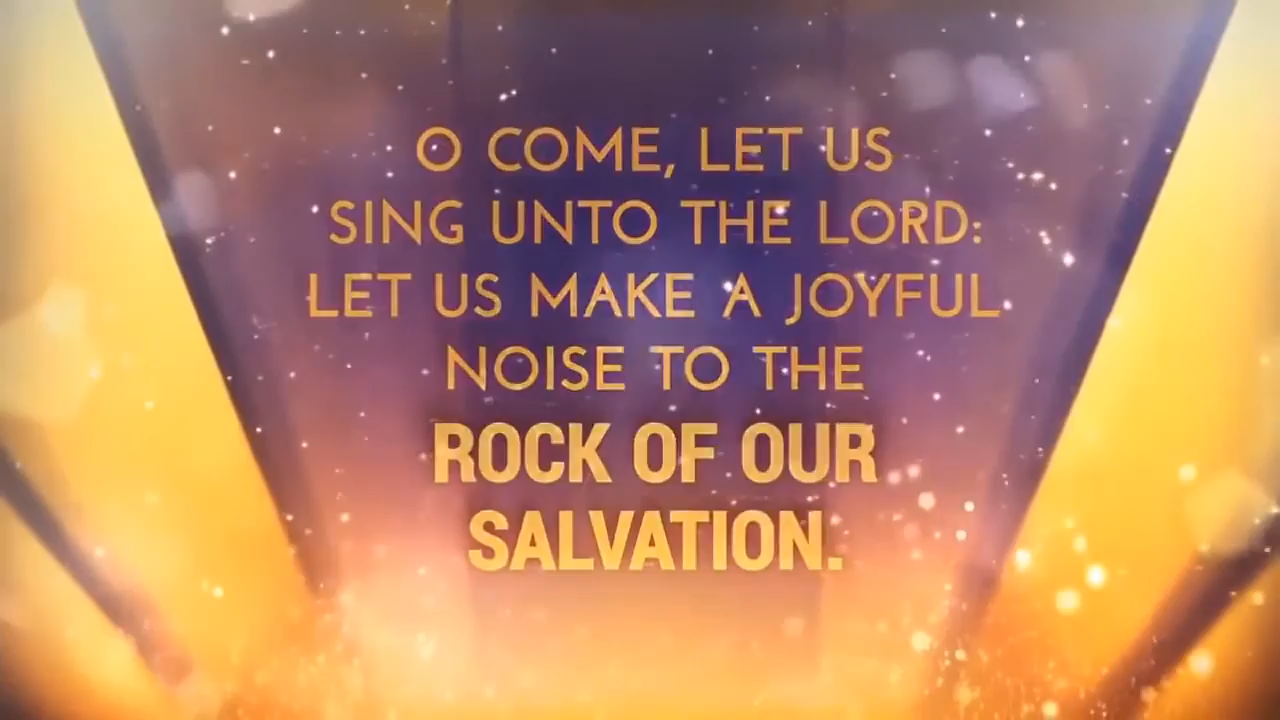 O COME, LET US
SING UNTO THE LORD:
LET US MAKE A JOYFUL
NOISE TO THE
ROCK OF OUR
SALVATION.